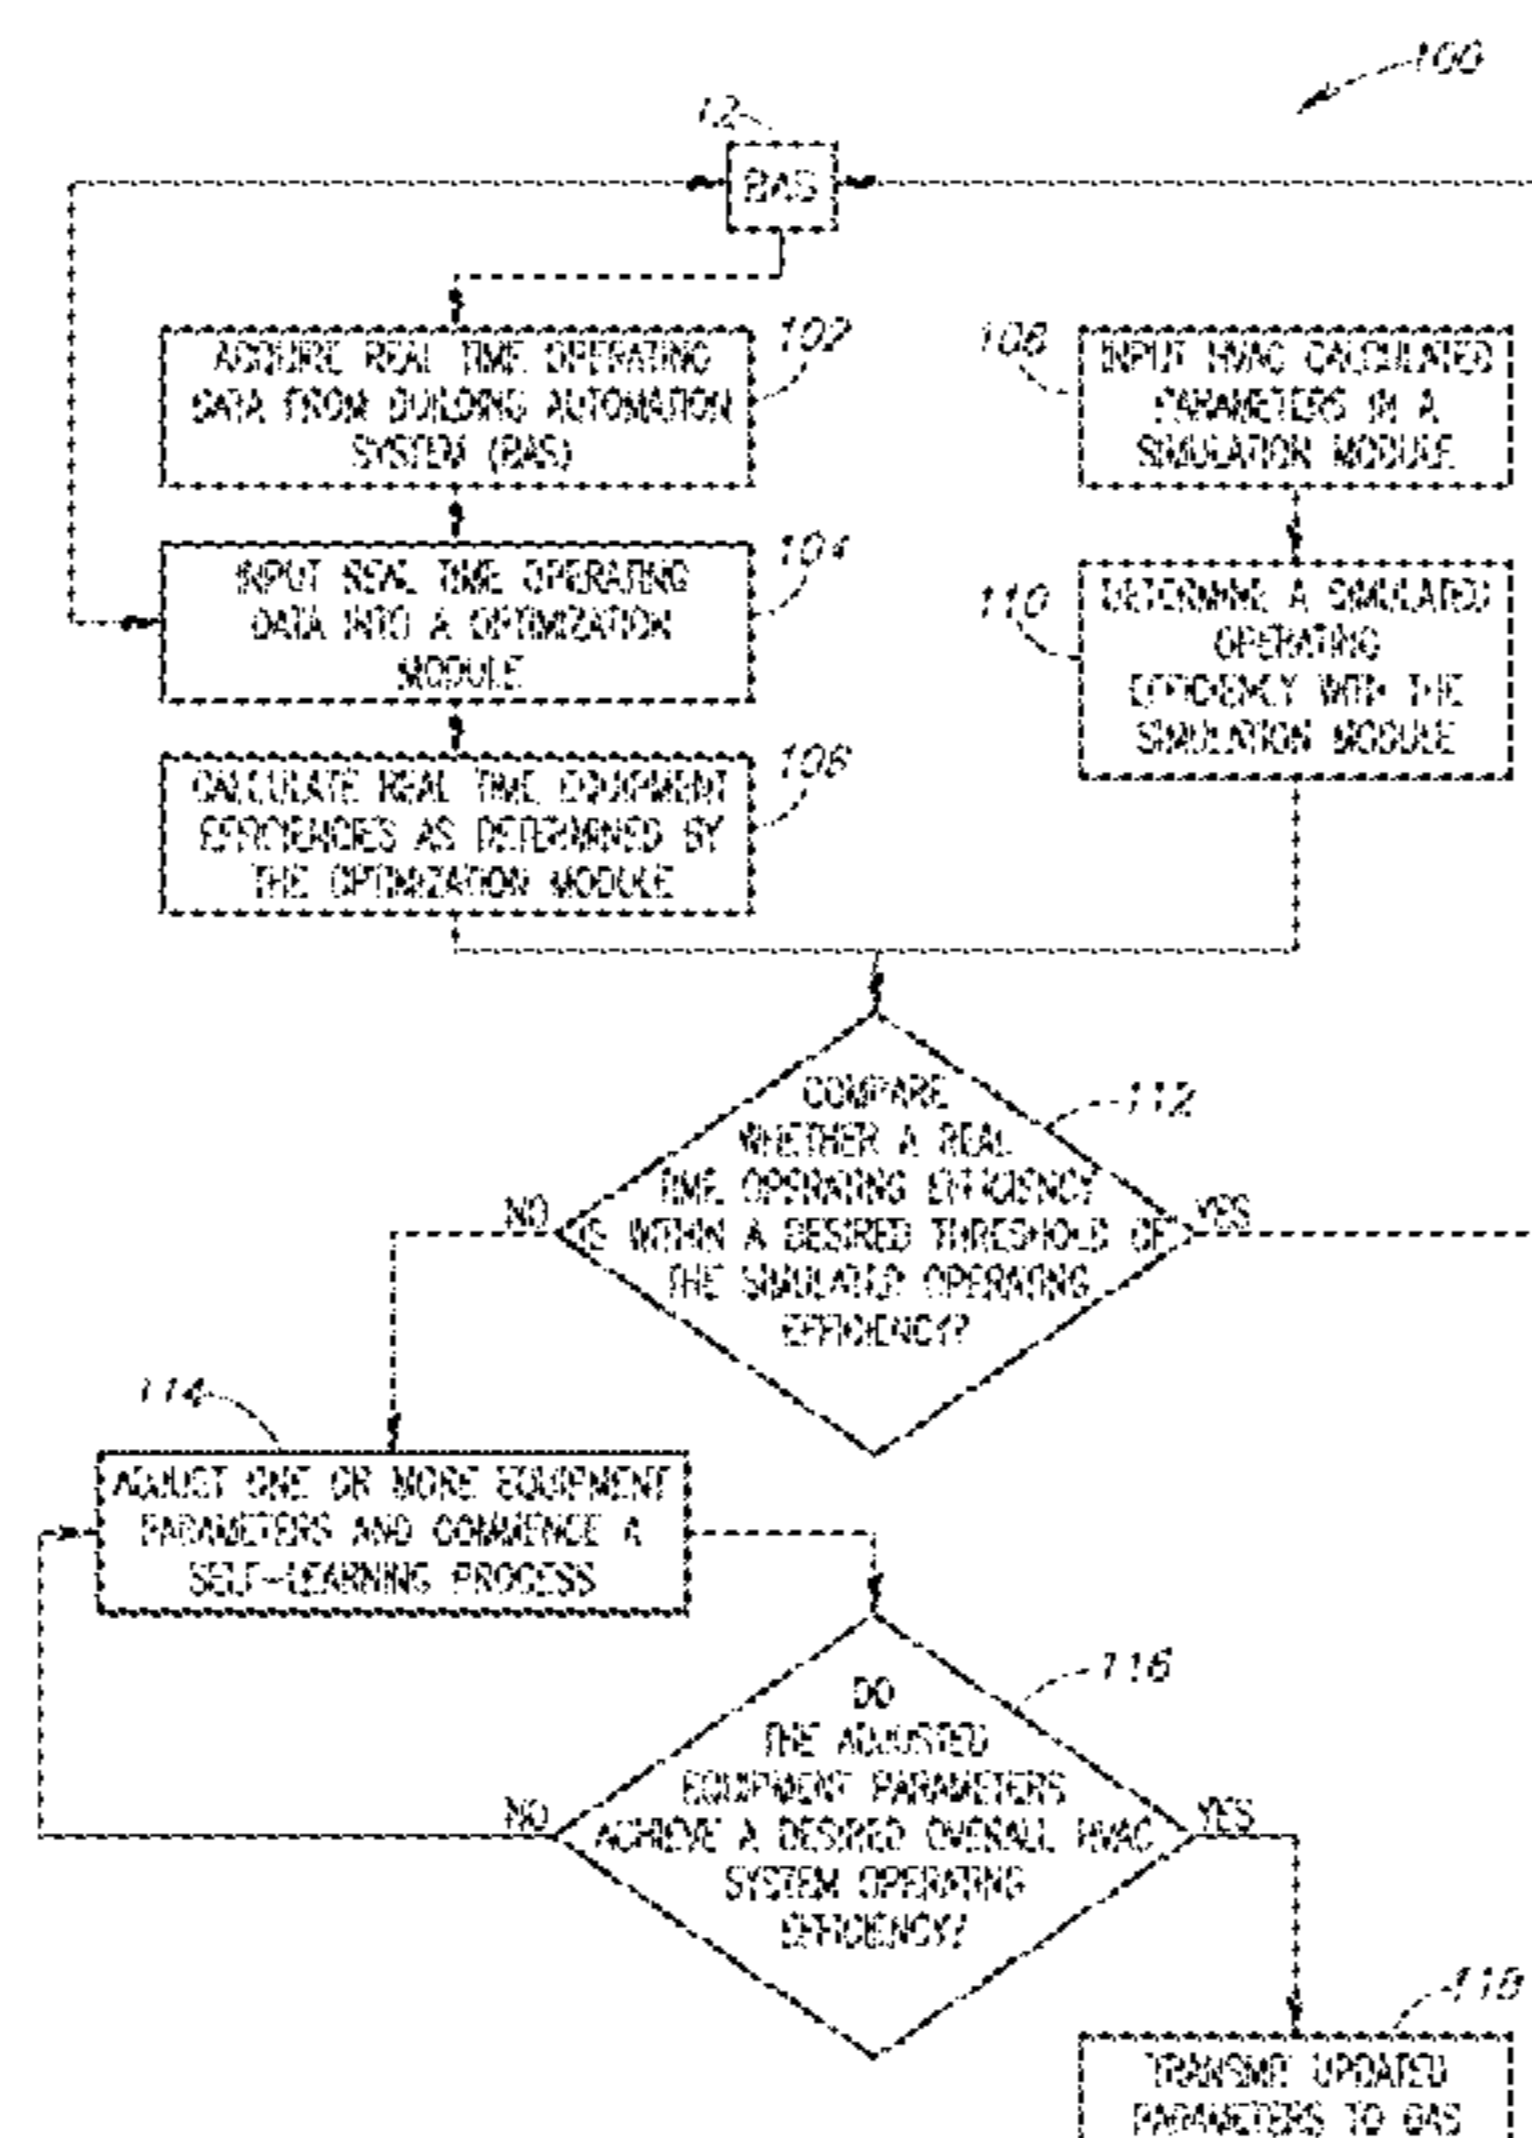 100
12
BAS
ACQUIRE REAL TIME OPERATING
DATA FROM BUILDING AUTOMATION
SYSTEM (BAS)
102
INPUT REAL TIME OPERATING
DATA INTO A OPTIMIZATION
MODULE
104
CALCULATE REAL TIME EQUIPMENT
EFFICIENCIES AS DETERMINED BY
THE OPTIMIZATION MODULE
106
108
INPUT HVAC CALCULATED
PARAMETERS IN A
SIMULATION MODULE
110
DETERMINE A SIMULATED
OPERATING
EFFICIENCY WITH THE
SIMULATION MODULE
COMPARE
WHETHER A REAL
TIME OPERATING EFFICIENCY
IS WITHIN A DESIRED THRESHOLD OF
THE SIMULATED OPERATING
EFFICIENCY?
112
NO
YES
114
ADJUST ONE OR MORE EQUIPMENT
PARAMETERS AND COMMENCE A
SELF-LEARNING PROCESS
DO
THE ADJUSTED
EQUIPMENT PARAMETERS
ACHIEVE A DESIRED OVERALL HVAC
SYSTEM OPERATING
EFFICIENCY?
116
NO
YES
118
TRANSMIT UPDATED
PARAMETERS TO BAS